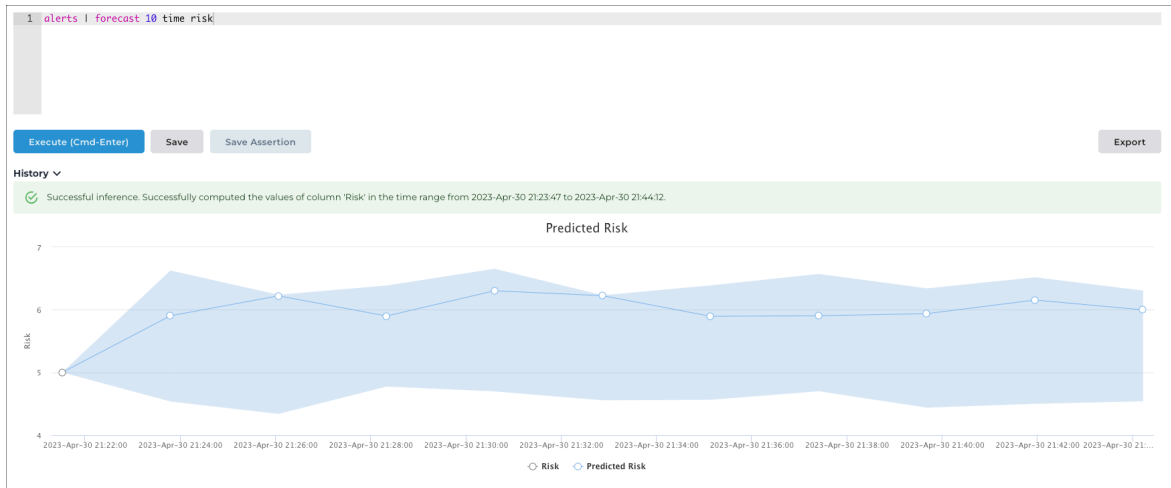 1 alerts | forecast 10 time risk
Execute (Cmd-Enter) Save Save Assertion Export
History
Successful inference. Successfully computed the values of column 'Risk' in the time range from 2023-Apr-30 21:23:47 to 2023-Apr-30 21:44:12.
Predicted Risk
7
6
Risk
5
4
2023-Apr-30 21:22:00 2023-Apr-30 21:24:00 2023-Apr-30 21:26:00 2023-Apr-30 21:28:00 2023-Apr-30 21:30:00 2023-Apr-30 21:32:00 2023-Apr-30 21:34:00 2023-Apr-30 21:36:00 2023-Apr-30 21:38:00 2023-Apr-30 21:40:00 2023-Apr-30 21:42:00 2023-Apr-30 21:...
Risk Predicted Risk